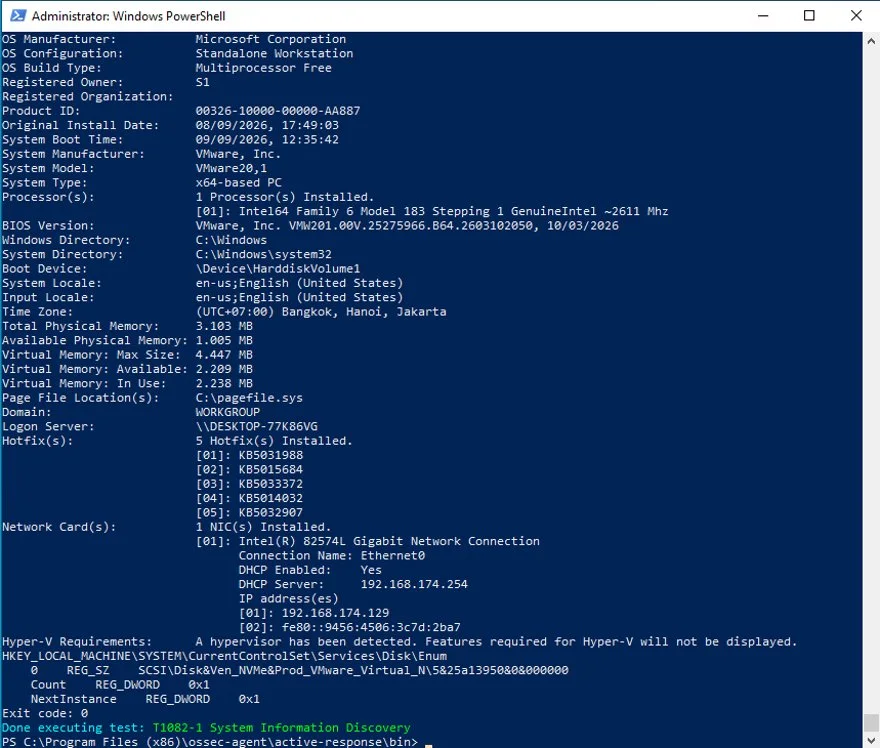 Administrator: Windows PowerShell
OS Manufacturer: Microsoft Corporation
OS Configuration: Standalone Workstation
OS Build Type: Multiprocessor Free
Registered Owner: S1
Registered Organization:
Product ID: 00326-10000-00000-AA887
Original Install Date: 08/09/2026, 17:49:03
System Boot Time: 09/09/2026, 12:35:42
System Manufacturer: VMware, Inc.
System Model: VMware20,1
System Type: x64-based PC
Processor(s): 1 Processor(s) Installed.
[01]: Intel64 Family 6 Model 183 Stepping 1 GenuineIntel ~2611 Mhz
BIOS Version: VMware, Inc. VMW201.00V.25275966.B64.2603102050, 10/03/2026
Windows Directory: C:\Windows
System Directory: C:\Windows\system32
Boot Device: \Device\HarddiskVolume1
System Locale: en-us;English (United States)
Input Locale: en-us;English (United States)
Time Zone: (UTC+07:00) Bangkok, Hanoi, Jakarta
Total Physical Memory: 3.103 MB
Available Physical Memory: 1.005 MB
Virtual Memory: Max Size: 4.447 MB
Virtual Memory: Available: 2.209 MB
Virtual Memory: In Use: 2.238 MB
Page File Location(s): C:\pagefile.sys
Domain: WORKGROUP
Logon Server: \\DESKTOP-77K86VG
Hotfix(s): 5 Hotfix(s) Installed.
[01]: KB5031988
[02]: KB5015684
[03]: KB5033372
[04]: KB5014032
[05]: KB5032907
Network Card(s): 1 NIC(s) Installed.
[01]: Intel(R) 82574L Gigabit Network Connection
Connection Name: Ethernet0
DHCP Enabled: Yes
DHCP Server: 192.168.174.254
IP address(es)
[01]: 192.168.174.129
[02]: fe80::9456:4506:3c7d:2ba7
Hyper-V Requirements: A hypervisor has been detected. Features required for Hyper-V will not be displayed.
HKEY_LOCAL_MACHINE\SYSTEM\CurrentControlSet\Services\Disk\Enum
0 REG_SZ SCSI\Disk&Ven_NVMe&Prod_VMware_Virtual_N\5&25a13950&0&000000
Count REG_DWORD 0x1
NextInstance REG_DWORD 0x1
Exit code: 0
Done executing test: T1082-1 System Information Discovery
PS C:\Program Files (x86)\ossec-agent\active-response\bin>